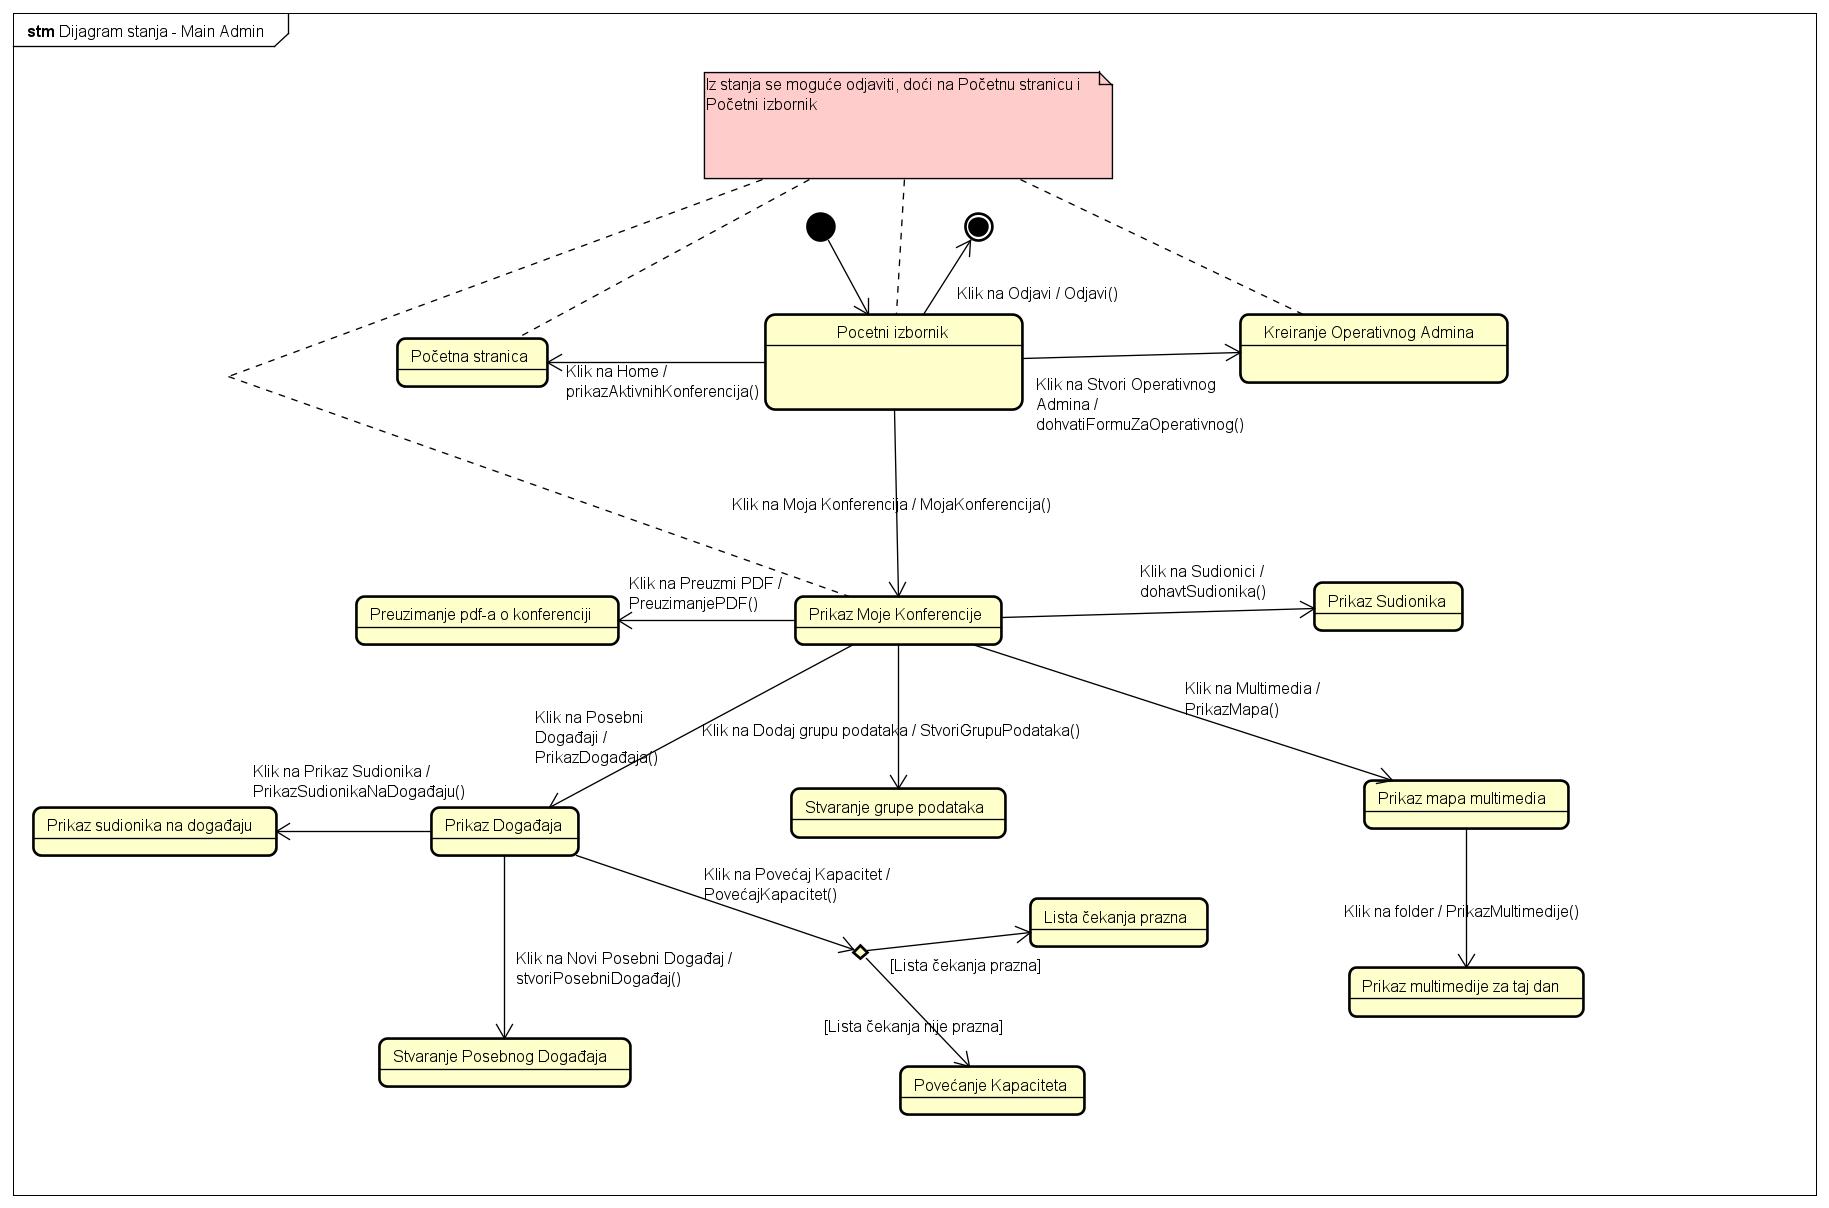 stm Dijagram stanja - Main Admin
Iz stanja se moguće odjaviti, doći na Početnu stranicu i
Početni izbornik
Klik na Odjavi / Odjavi()
Pocetni izbornik
Kreiranje Operativnog Admina
Početna stranica
Klik na Home /
prikazAktivnihKonferencija()
Klik na Stvori Operativnog
Admina /
dohvatiFormuZaOperativnog()
Klik na Moja Konferencija / MojaKonferencija()
Klik na Preuzmi PDF /
PreuzimanjePDF()
Klik na Sudionici /
dohavtSudionika()
Preuzimanje pdf-a o konferenciji
Prikaz Moje Konferencije
Prikaz Sudionika
Klik na Posebni
Događaji /
PrikazDogađaja()
Klik na Dodaj grupu podataka / StvoriGrupuPodataka()
Klik na Multimedia /
PrikazMapa()
Klik na Prikaz Sudionika /
PrikazSudionikaNaDogađaju()
Prikaz sudionika na događaju
Prikaz Događaja
Stvaranje grupe podataka
Prikaz mapa multimedia
Klik na Povećaj Kapacitet /
PovećajKapacitet()
Lista čekanja prazna
Klik na folder / PrikazMultimedije()
Klik na Novi Posebni Događaj /
stvoriPosebniDogađaj()
[Lista čekanja prazna]
Prikaz multimedije za taj dan
[Lista čekanja nije prazna]
Stvaranje Posebnog Događaja
Povećanje Kapaciteta